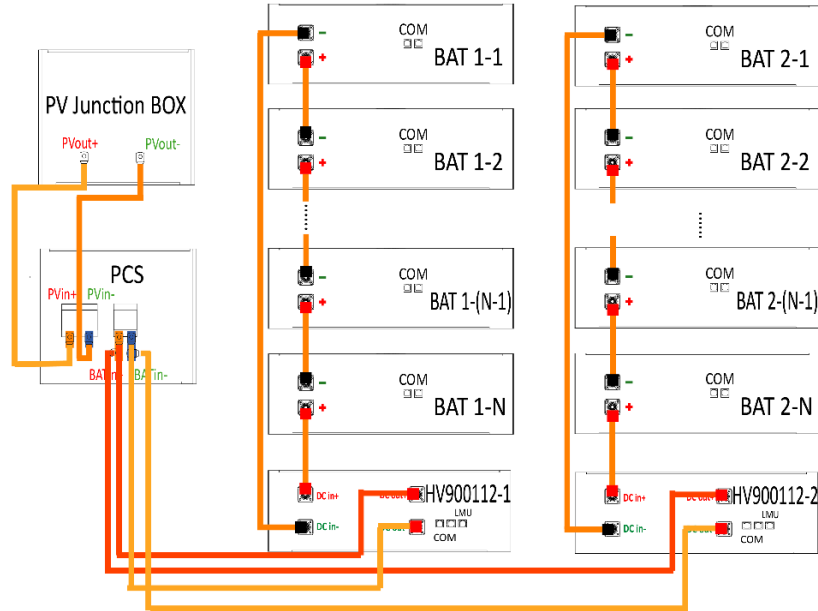 PV Junction BOX
PVout+
PVout-
PCS
PVin+
PVin-
BATin-
- COM
+ BAT 1-1
- COM
+ BAT 1-2
- COM
+ BAT 1-(N-1)
- COM
+ BAT 1-N
DC in+
HV900112-1
DC in-
LMU
COM
- COM
+ BAT 2-1
- COM
+ BAT 2-2
- COM
+ BAT 2-(N-1)
- COM
+ BAT 2-N
DC in+
HV900112-2
DC in-
LMU
COM